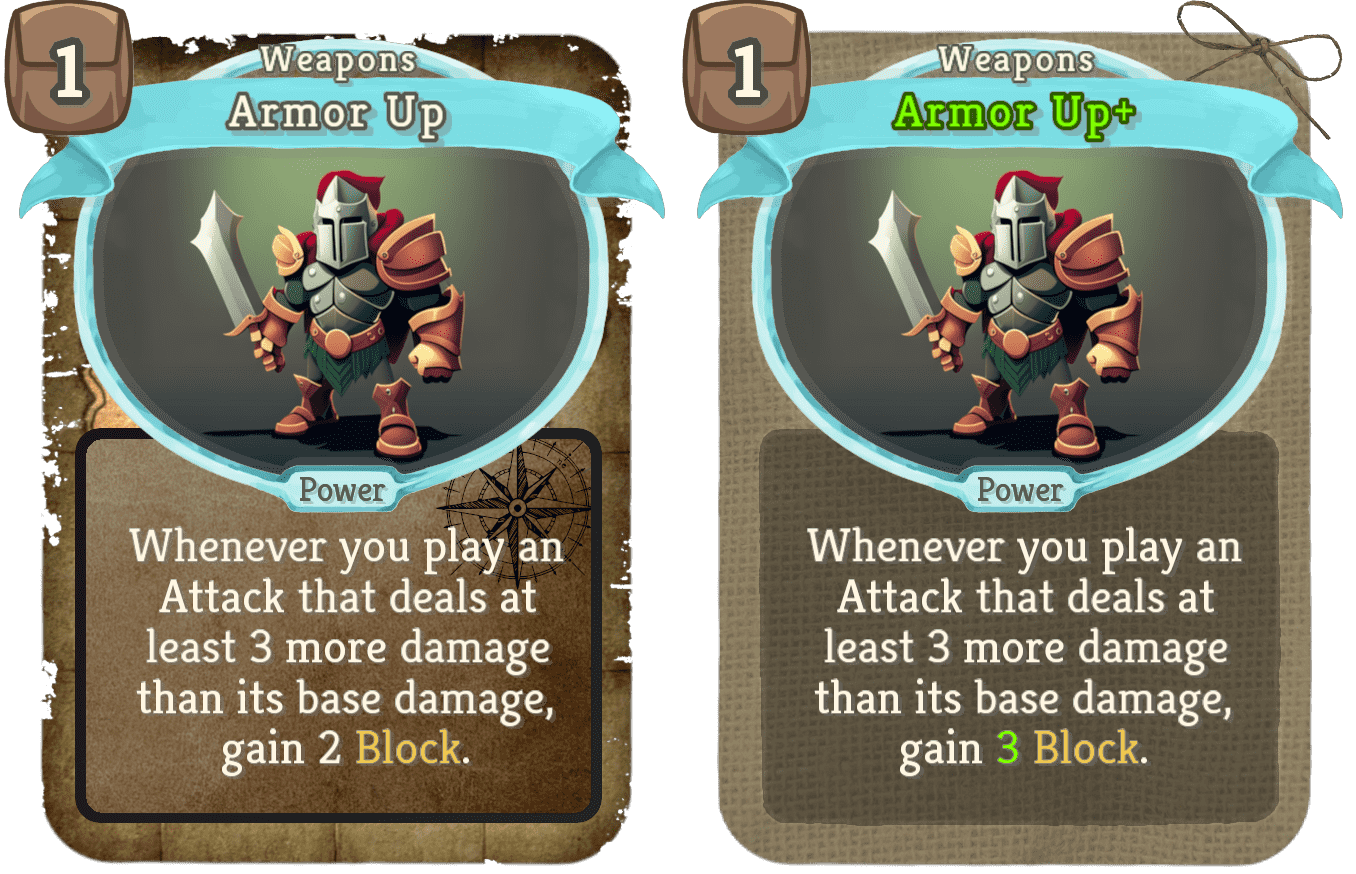 1
Weapons
Armor Up
Power
Whenever you play an
Attack that deals at
least 3 more damage
than its base damage,
gain 2 Block.
1
Weapons
Armor Up+
Power
Whenever you play an
Attack that deals at
least 3 more damage
than its base damage,
gain 3 Block.